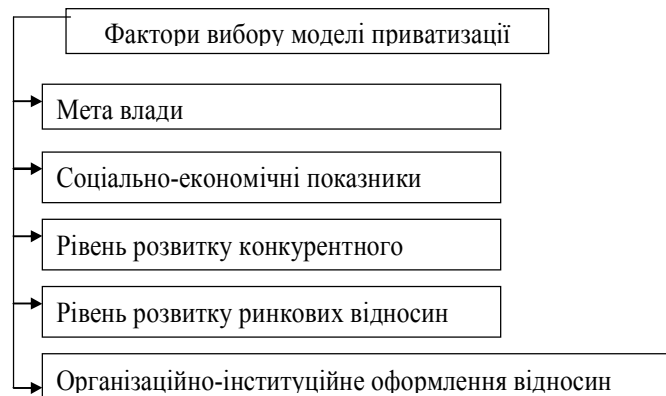 Фактори вибору моделі приватизації
Мета влади
Соціально-економічні показники
Рівень розвитку конкурентного
Рівень розвитку ринкових відносин
Організаційно-інституційне оформлення відносин